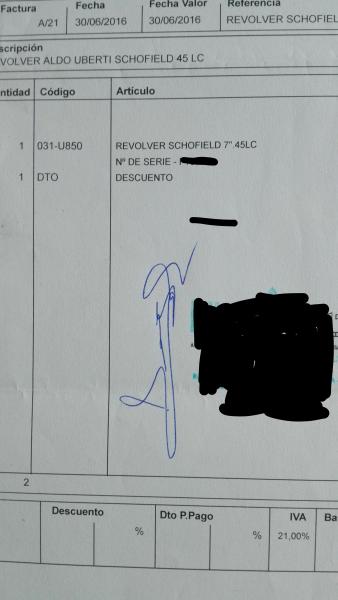 Factura Fecha Fecha Valor Referencia
A/21 30/06/2016 30/06/2016 REVOLVER SCHOFIEL
scripción
VOLVER ALDO UBERTI SCHOFIELD 45 LC
ntidad Código Artículo
1 031-U850 REVOLVER SCHOFIELD 7".45LC
Nº DE SERIE -
1 DTO DESCUENTO
2
Descuento Dto P.Pago IVA Ba
% % 21,00%